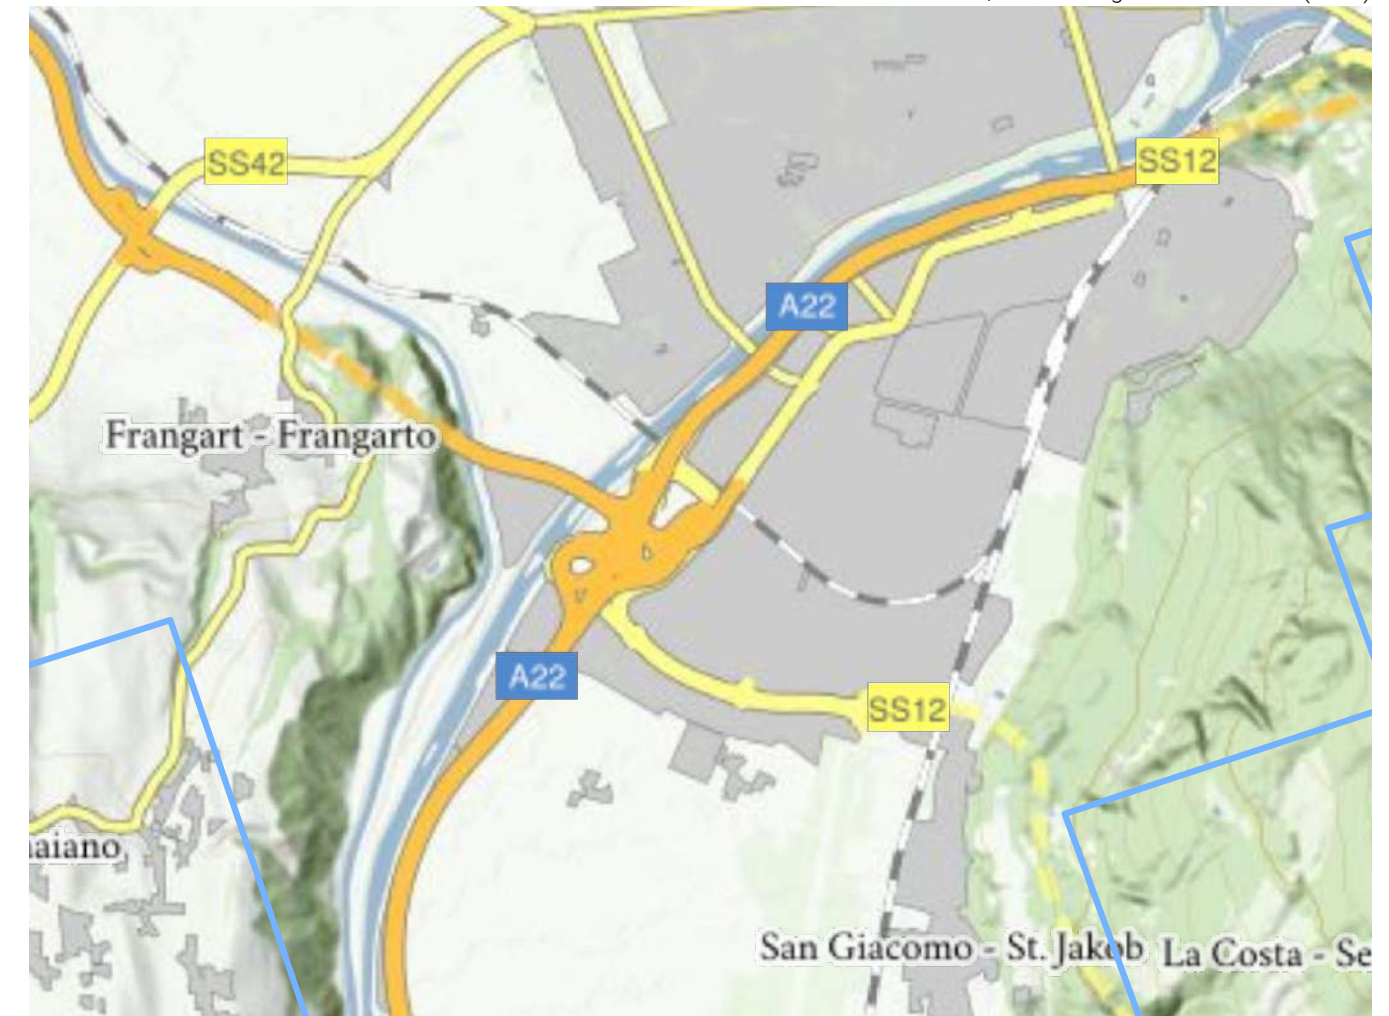 SS42
SS12
A22
Frangart - Frangarto
A22
SS12
aiano
San Giacomo - St. Jakob
La Costa - Se